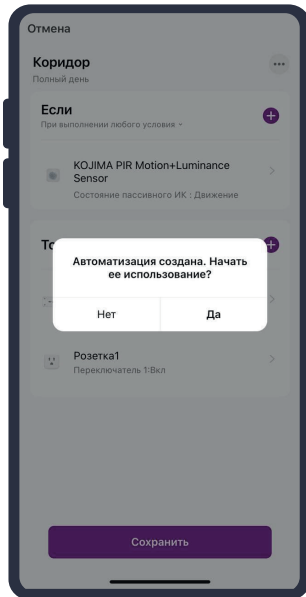 Отмена
Коридор
Полный день
Если
При выполнении любого условия
KOJIMA PIR Motion+Luminance
Sensor
Состояние пассивного ИК : Движение
Автоматизация создана. Начать
ее использование?
Нет
Да
Розетка1
Переключатель 1:Вкл
Сохранить